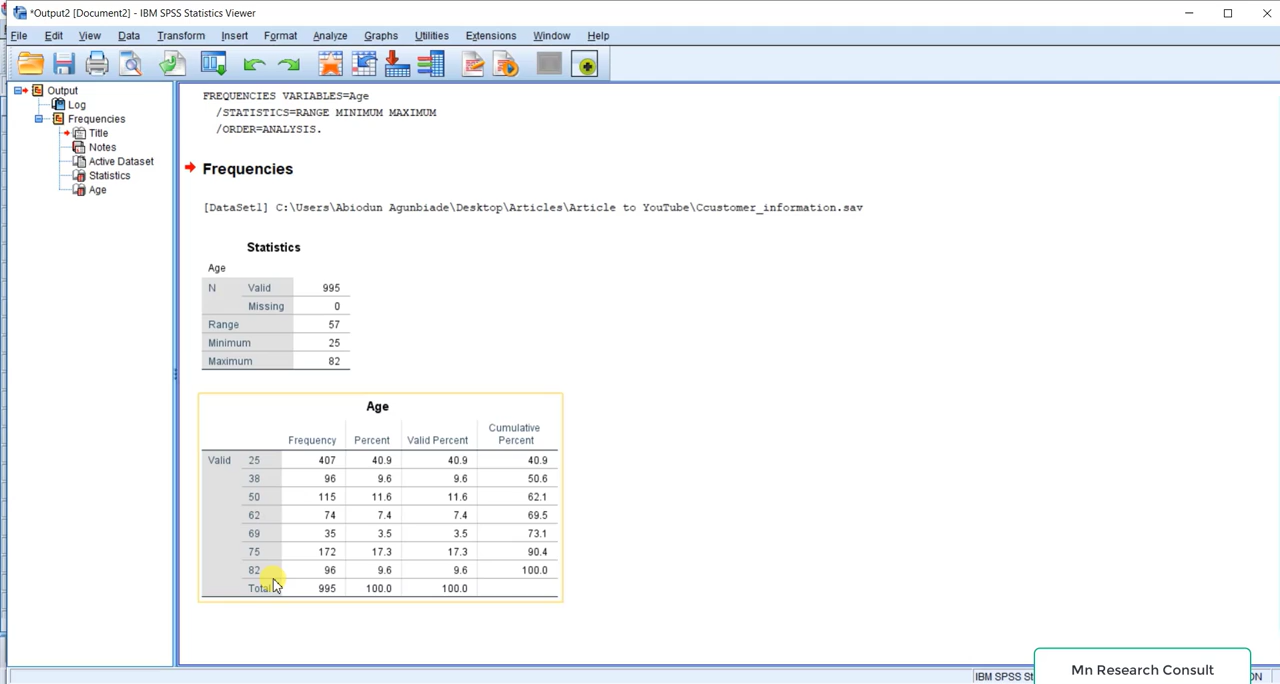 *Output2 [Document2] - IBM SPSS Statistics Viewer
File Edit View Data Transform Insert Format Analyze Graphs Utilities Extensions Window Help
Output
Log
Frequencies
Title
Notes
Active Dataset
Statistics
Age
FREQUENCIES VARIABLES=Age
/STATISTICS=RANGE MINIMUM MAXIMUM
/ORDER=ANALYSIS.
Frequencies
[DataSet1] C:\Users\Abiodun Agunbiade\Desktop\Articles\Article to YouTube\Ccustomer_information.sav
Statistics
Age
N Valid 995
Missing 0
Range 57
Minimum 25
Maximum 82
Age
Frequency Percent Valid Percent Cumulative Percent
Valid 25 407 40.9 40.9 40.9
38 96 9.6 9.6 50.6
50 115 11.6 11.6 62.1
62 74 7.4 7.4 69.5
69 35 3.5 3.5 73.1
75 172 17.3 17.3 90.4
82 96 9.6 9.6 100.0
Total 995 100.0 100.0
Mn Research Consult
IBM SPSS St
ON